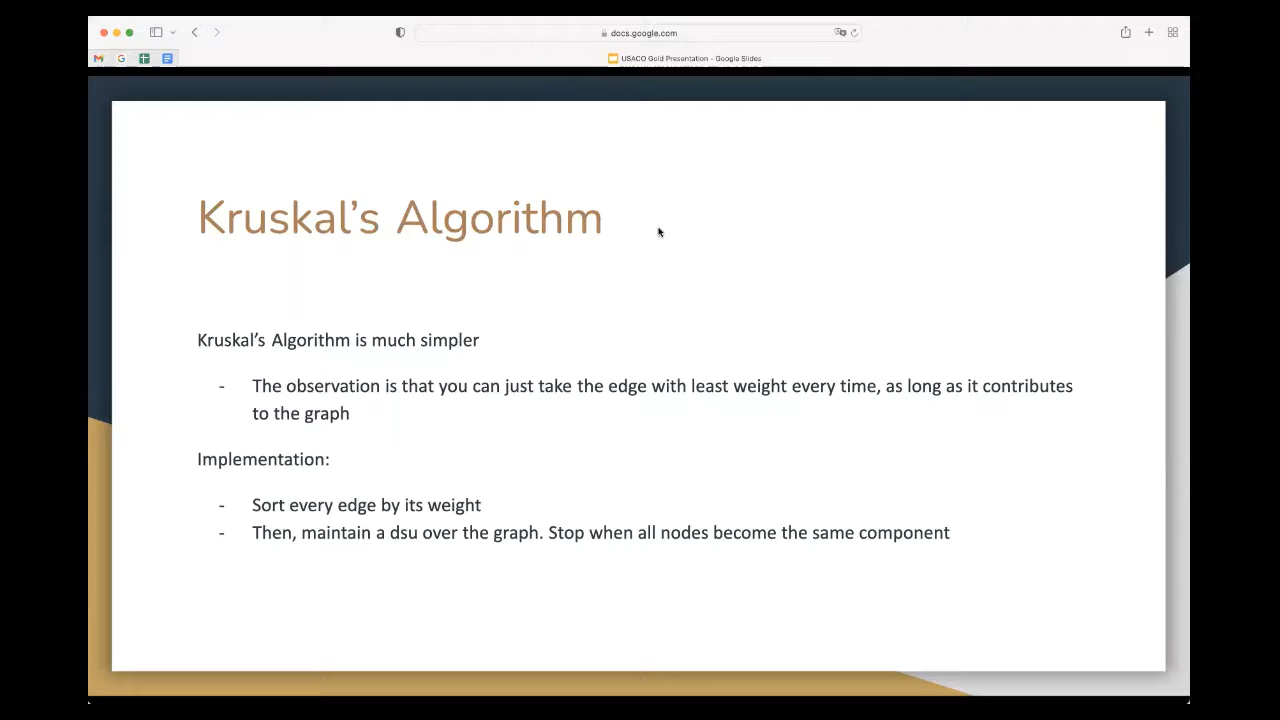 docs.google.com
USACO Gold Presentation - Google Slides
Kruskal's Algorithm
Kruskal's Algorithm is much simpler
- The observation is that you can just take the edge with least weight every time, as long as it contributes
to the graph
Implementation:
- Sort every edge by its weight
- Then, maintain a dsu over the graph. Stop when all nodes become the same component